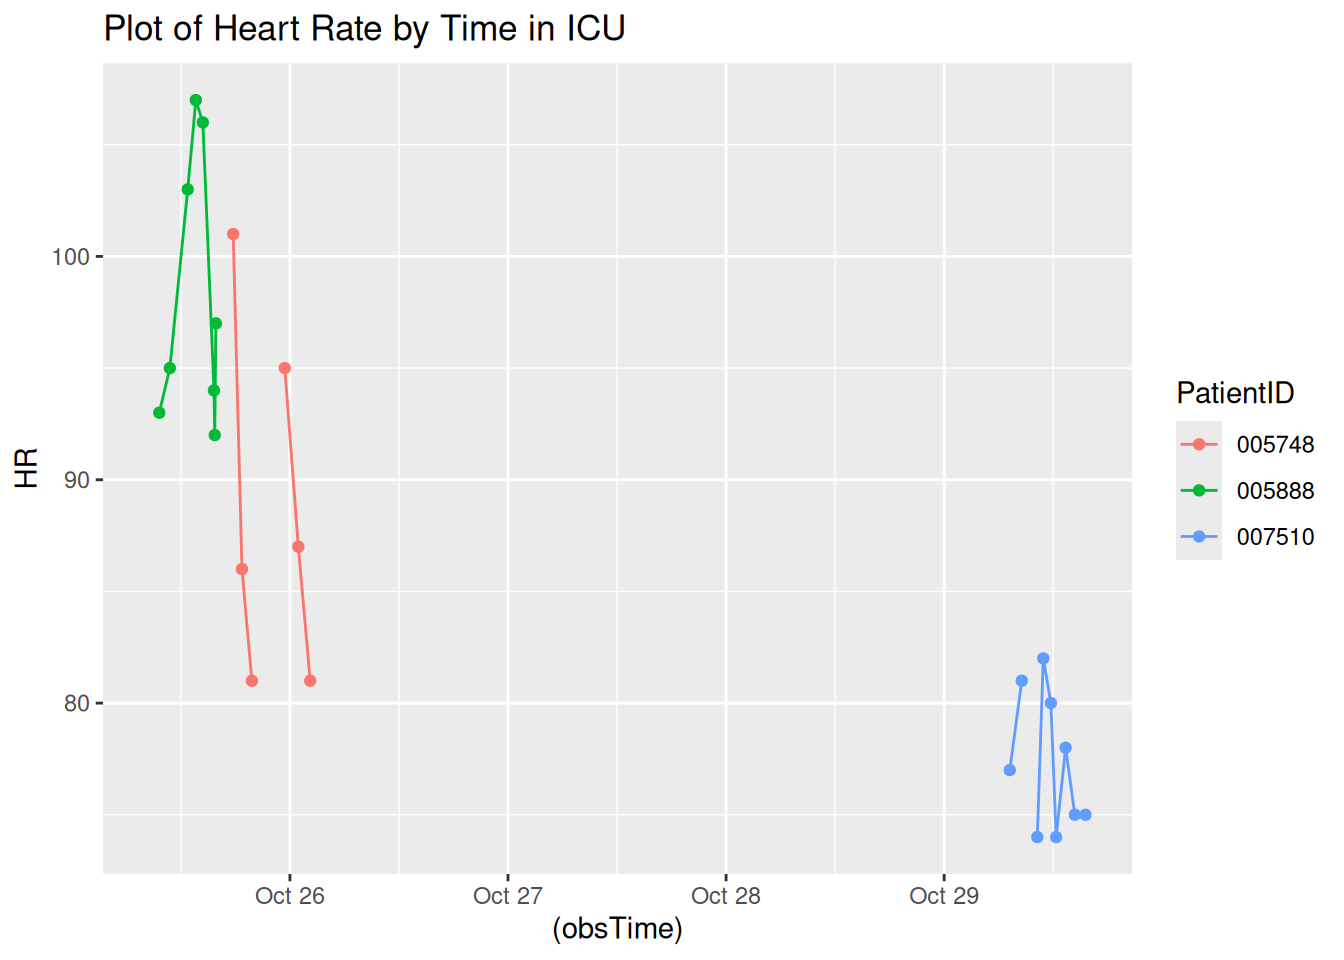 Plot of Heart Rate by Time in ICU
100
90
80
HR
Oct 26
Oct 27
Oct 28
Oct 29
(obsTime)
PatientID
005748
005888
007510